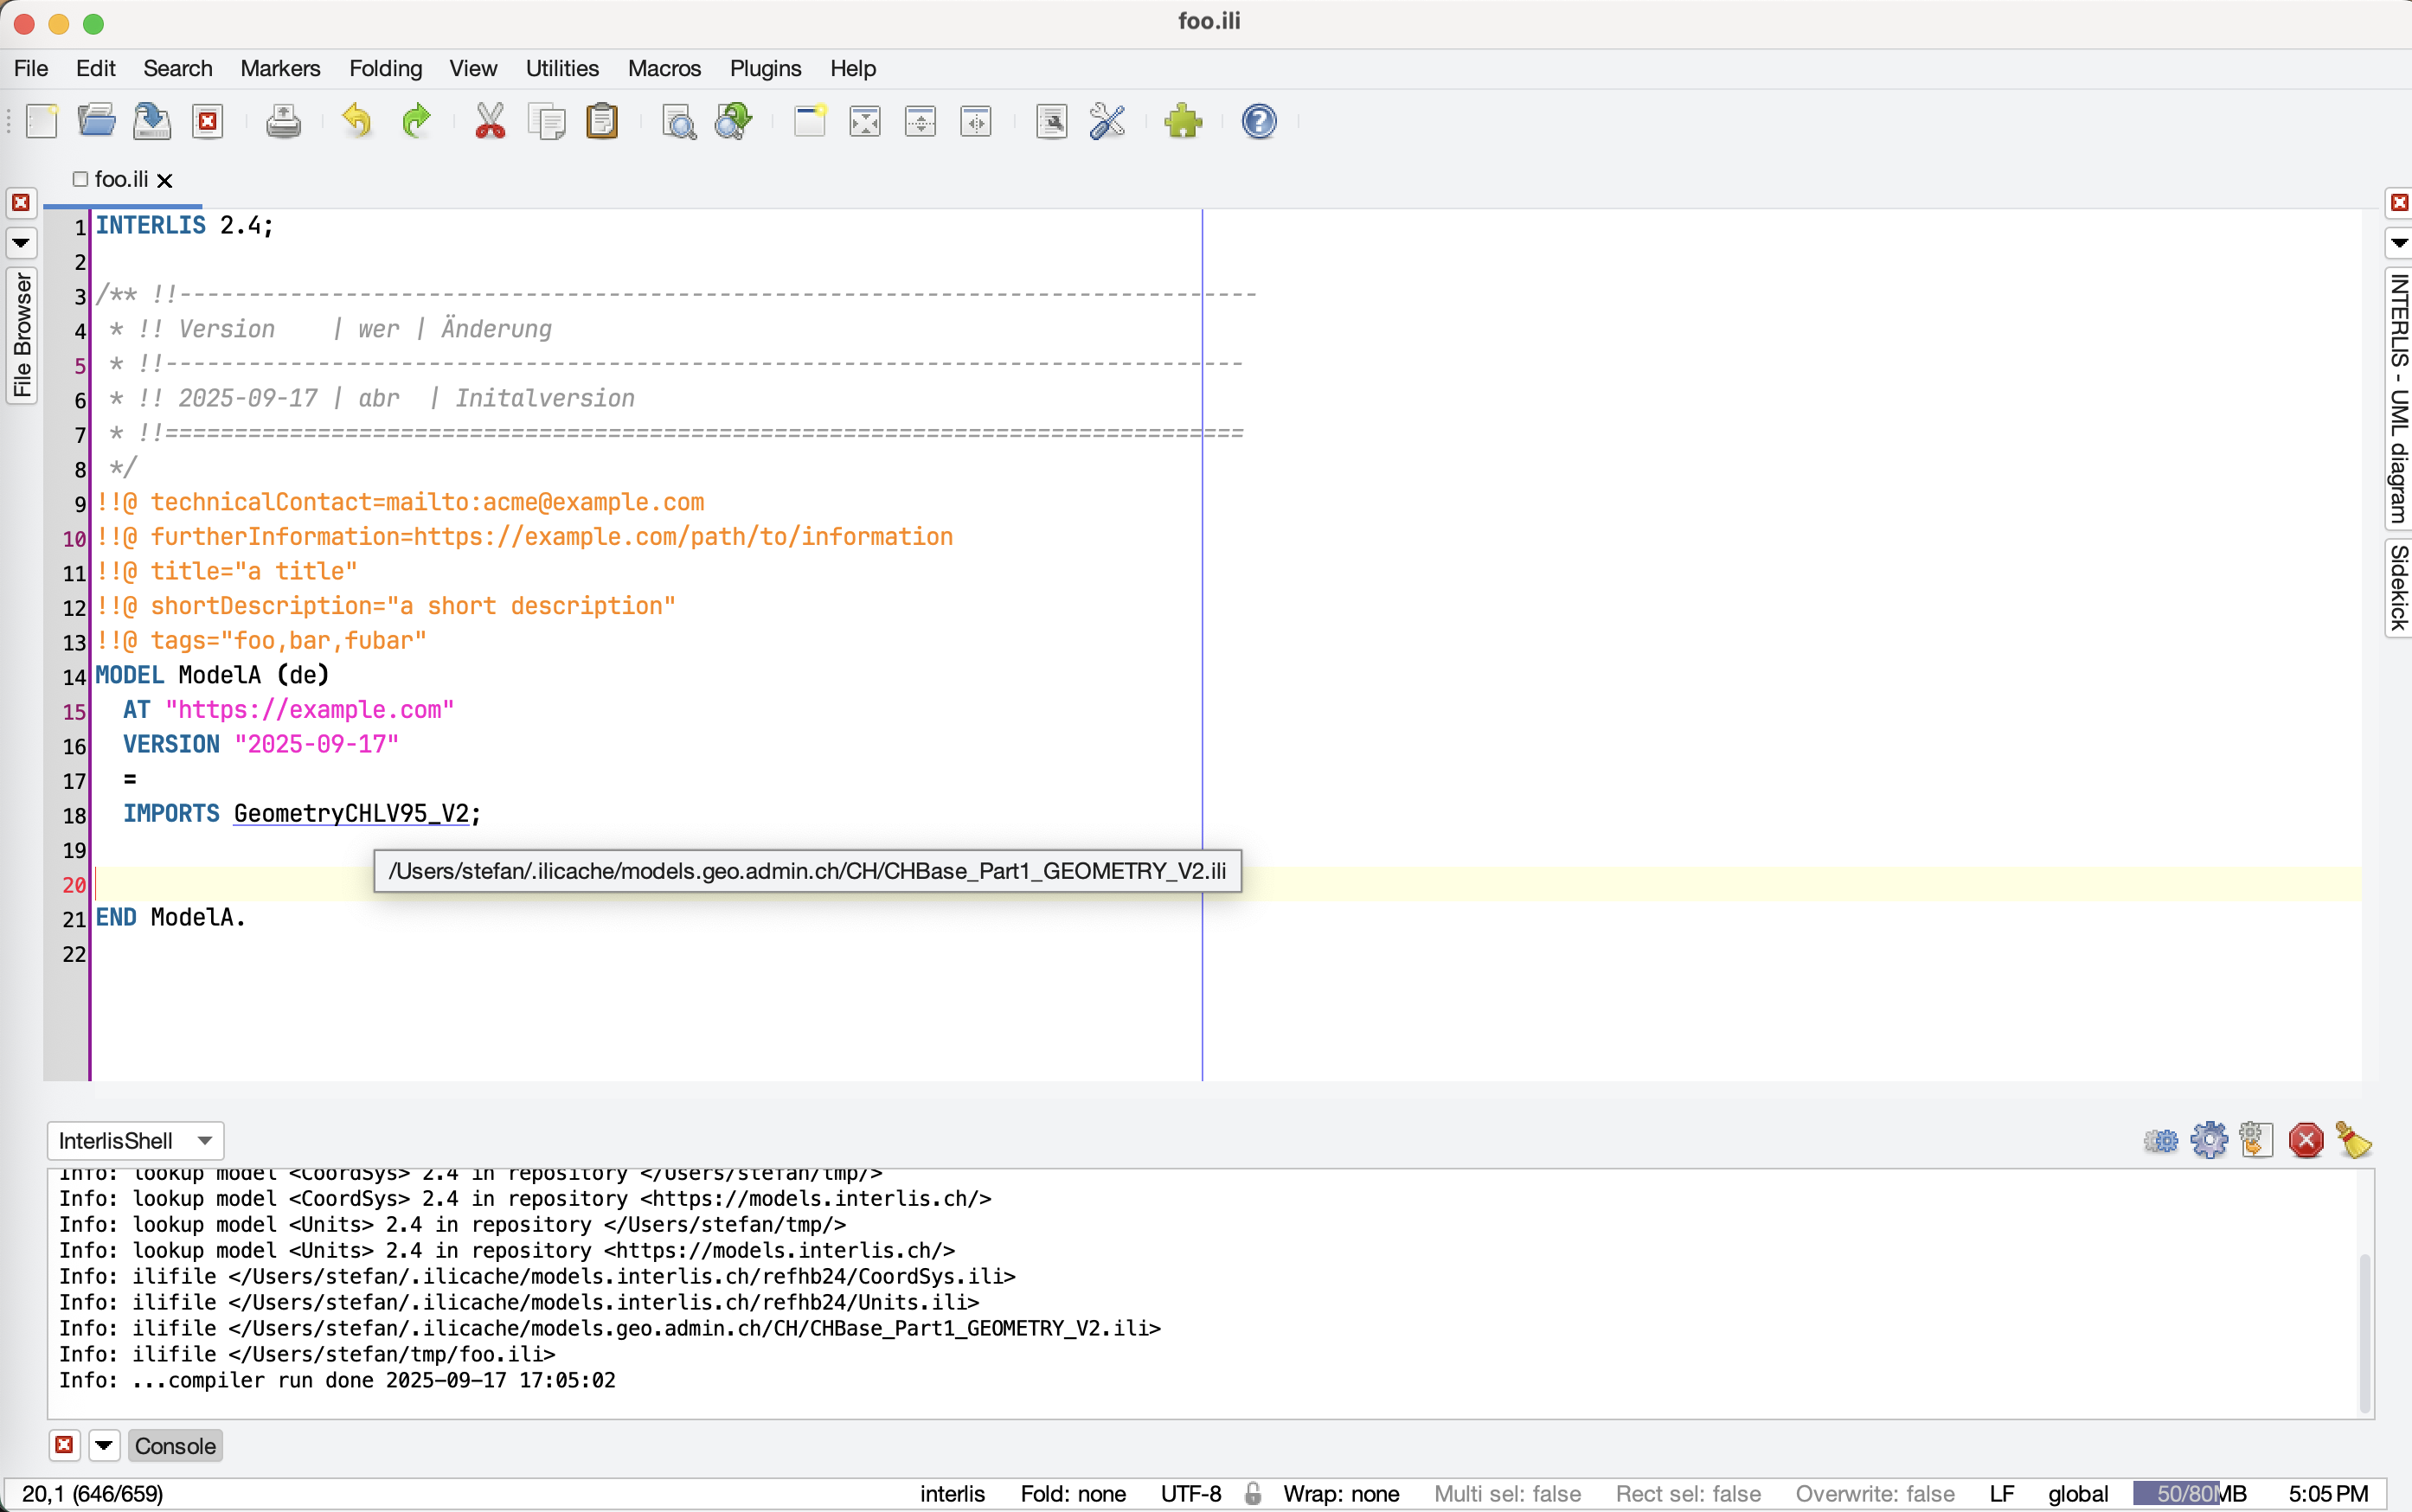 foo.ili
File Edit Search Markers Folding View Utilities Macros Plugins Help
foo.ili
File Browser
1 INTERLIS 2.4;
2
3 /** !!------------------------------------------------------------------------------
4  * !! Version    | wer | Änderung
5  * !!------------------------------------------------------------------------------
6  * !! 2025-09-17 | abr  | Initalversion
7  * !!==============================================================================
8  */
9 !!@ technicalContact=mailto:acme@example.com
10 !!@ furtherInformation=https://example.com/path/to/information
11 !!@ title="a title"
12 !!@ shortDescription="a short description"
13 !!@ tags="foo,bar,fubar"
14 MODEL ModelA (de)
15   AT "https://example.com"
16   VERSION "2025-09-17"
17   =
18   IMPORTS GeometryCHLV95_V2;
19
/Users/stefan/.ilicache/models.geo.admin.ch/CH/CHBase_Part1_GEOMETRY_V2.ili
20
21 END ModelA.
22
INTERLIS - UML diagram
Sidekick
InterlisShell
Info: lookup model <CoordSys> 2.4 in repository </Users/stefan/tmp/>
Info: lookup model <CoordSys> 2.4 in repository <https://models.interlis.ch/>
Info: lookup model <Units> 2.4 in repository </Users/stefan/tmp/>
Info: lookup model <Units> 2.4 in repository <https://models.interlis.ch/>
Info: ilifile </Users/stefan/.ilicache/models.interlis.ch/refhb24/CoordSys.ili>
Info: ilifile </Users/stefan/.ilicache/models.interlis.ch/refhb24/Units.ili>
Info: ilifile </Users/stefan/.ilicache/models.geo.admin.ch/CH/CHBase_Part1_GEOMETRY_V2.ili>
Info: ilifile </Users/stefan/tmp/foo.ili>
Info: ...compiler run done 2025-09-17 17:05:02
Console
20,1 (646/659) interlis Fold: none UTF-8 Wrap: none Multi sel: false Rect sel: false Overwrite: false LF global 50/80MB 5:05 PM